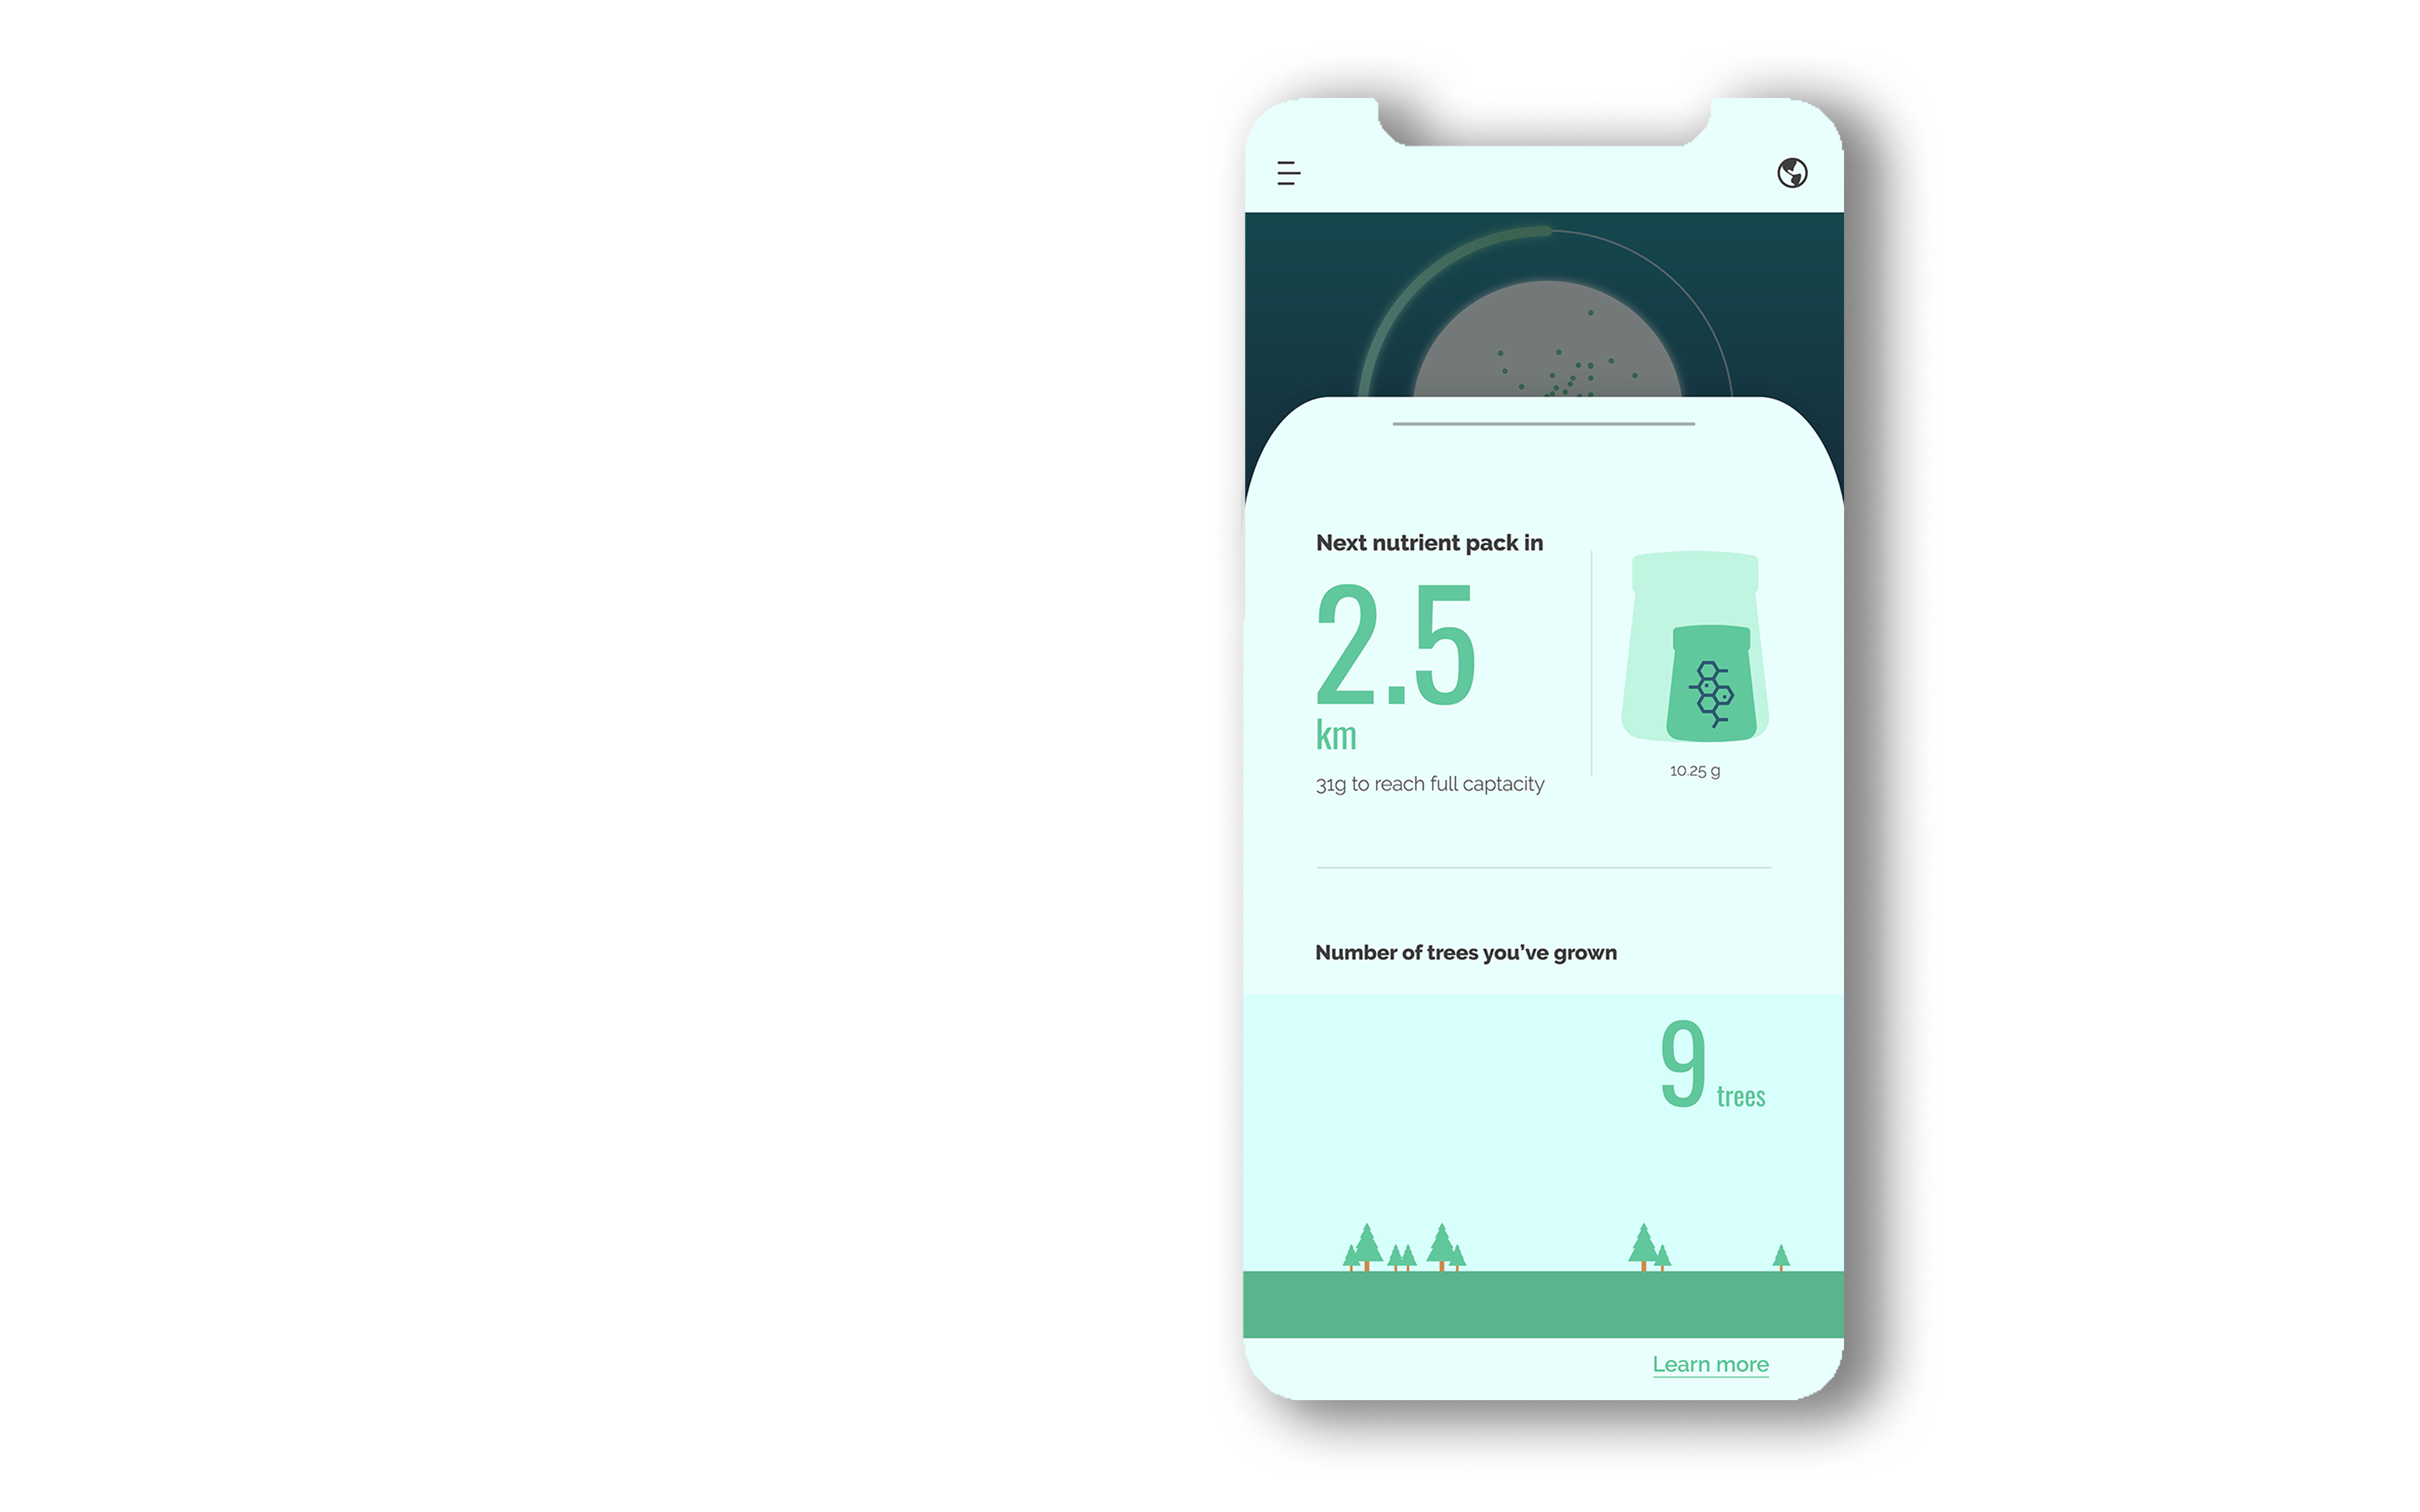 Next nutrient pack in
2.5
km
31g to reach full captacity
10.25 g
Number of trees you've grown
9 trees
Learn more